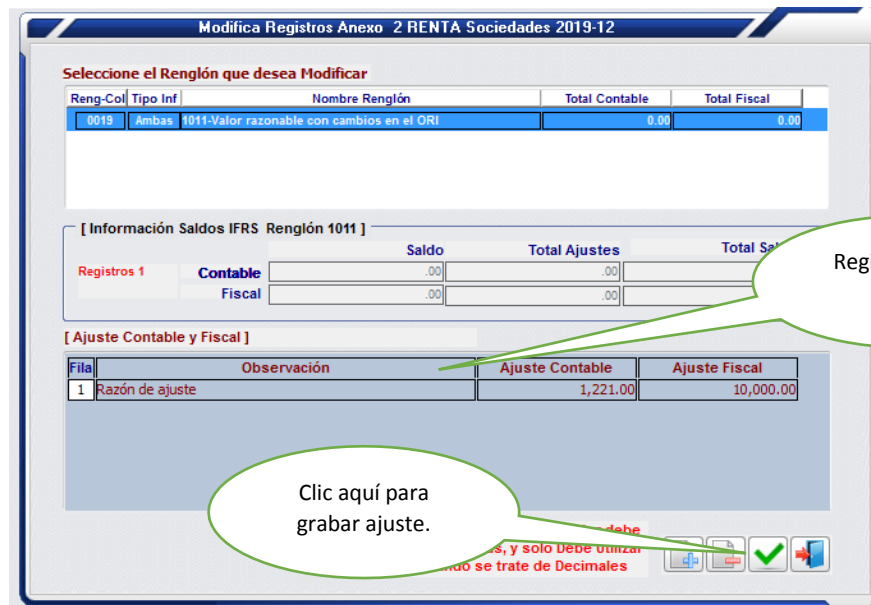 Modifica Registros Anexo 2 RENTA Sociedades 2019-12
Seleccione el Renglón que desea Modificar
Reng-Col Tipo Inf Nombre Renglón Total Contable Total Fiscal
0019 Ambas 1011-Valor razonable con cambios en el ORI 0.00 0.00
[ Información Saldos IFRS Renglón 1011 ]
Saldo Total Ajustes Total
Registros 1 Contable .00 .00
Fiscal .00 .00
[ Ajuste Contable y Fiscal ]
Fila Observación Ajuste Contable Ajuste Fiscal
1 Razón de ajuste 1,221.00 10,000.00
Clic aquí para
grabar ajuste.
debe
y solo Debe Utilizar
se trate de Decimales